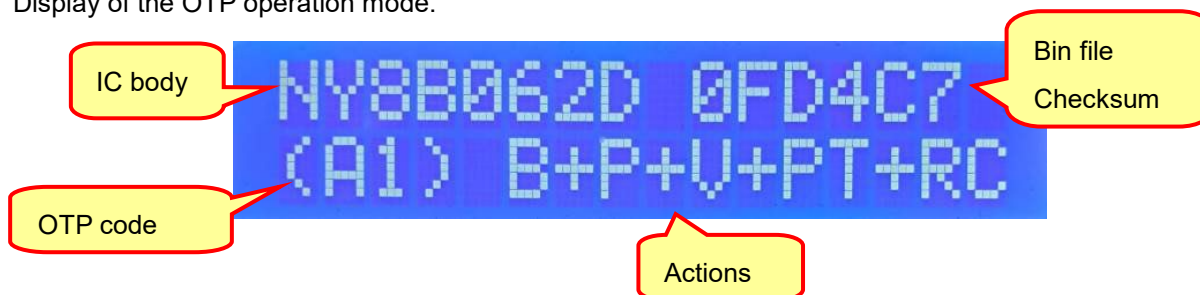 Display of the OTP operation mode.
IC body
NY8B062D 0FD4C7
Bin file
Checksum
(A1) B+P+V+PT+RC
OTP code
Actions